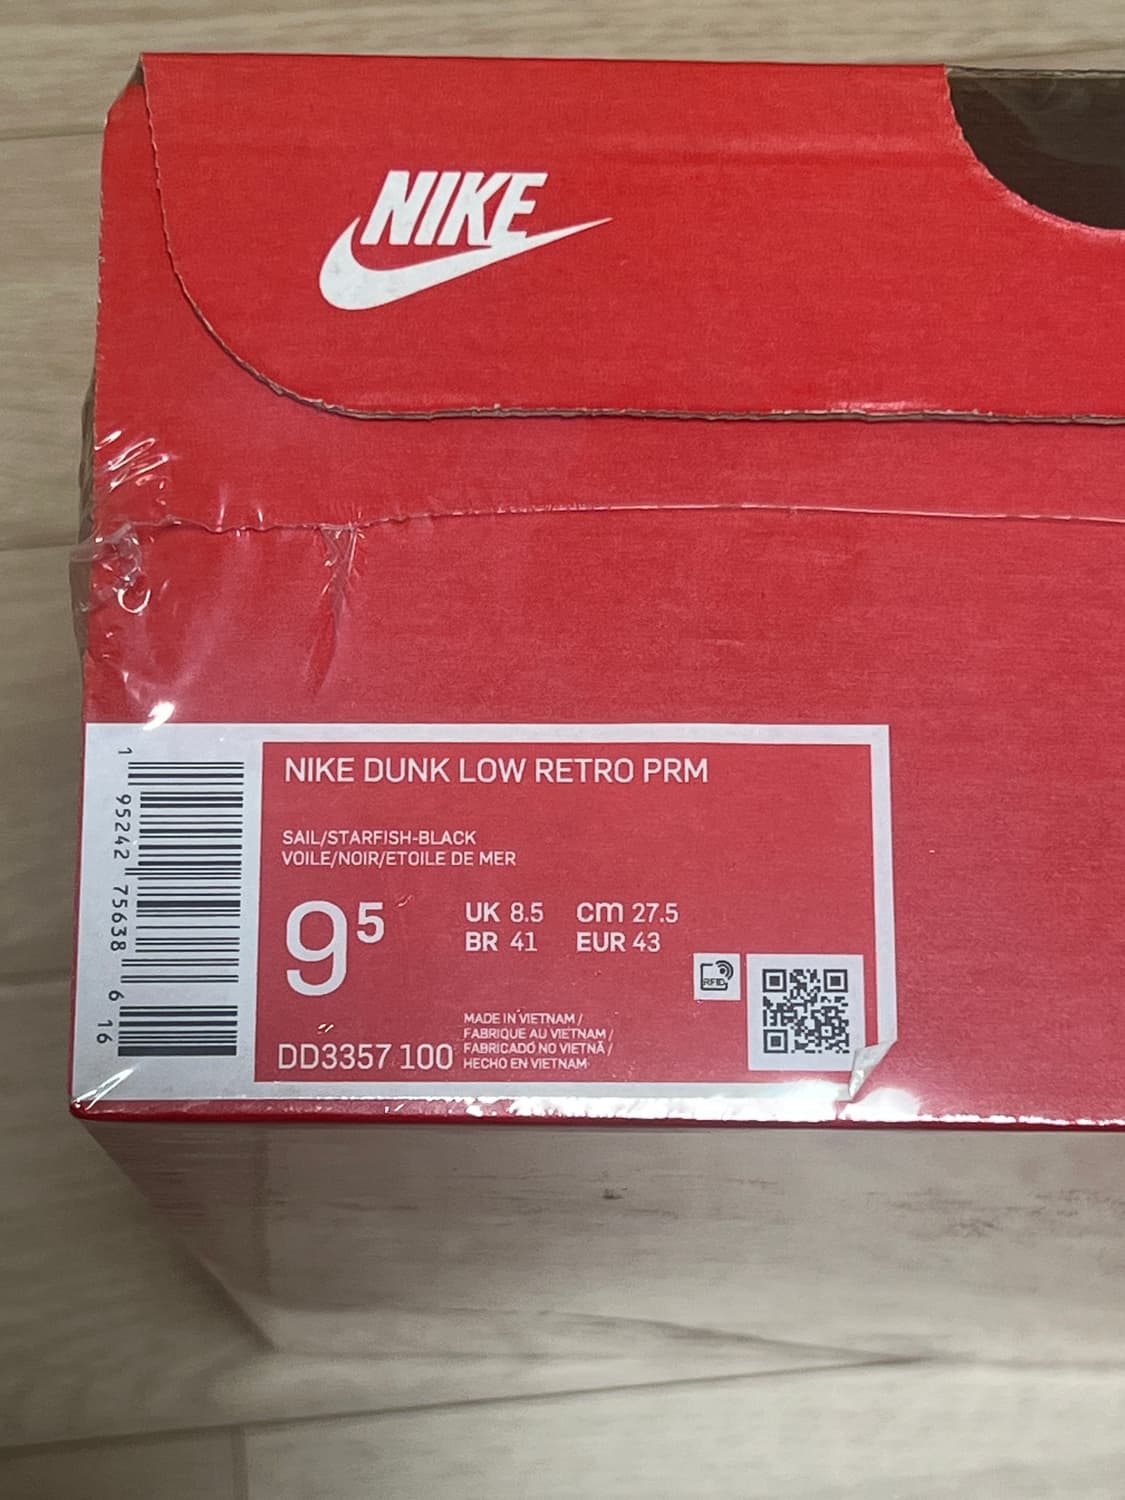 NIKE
NIKE DUNK LOW RETRO PRM
SAIL/STARFISH-BLACK
VOILE/NOIR/ETOILE DE MER
9⁵
UK 8.5 cm 27.5
BR 41 EUR 43
RFID
MADE IN VIETNAM /
FABRIQUE AU VIETNAM /
FABRICADO NO VIETNÃ /
HECHO EN VIETNAM
DD3357 100
1 95242 75638 6 16